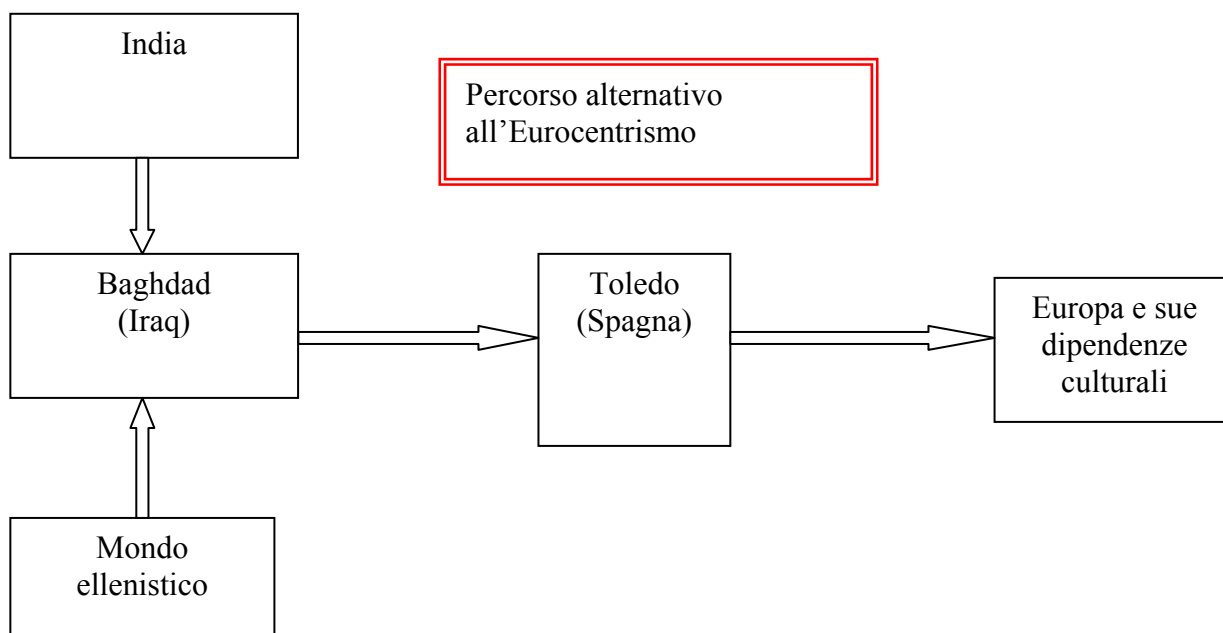 India
Percorso alternativo
all’Eurocentrismo
Baghdad
(Iraq)
Toledo
(Spagna)
Europa e sue
dipendenze
culturali
Mondo
ellenistico